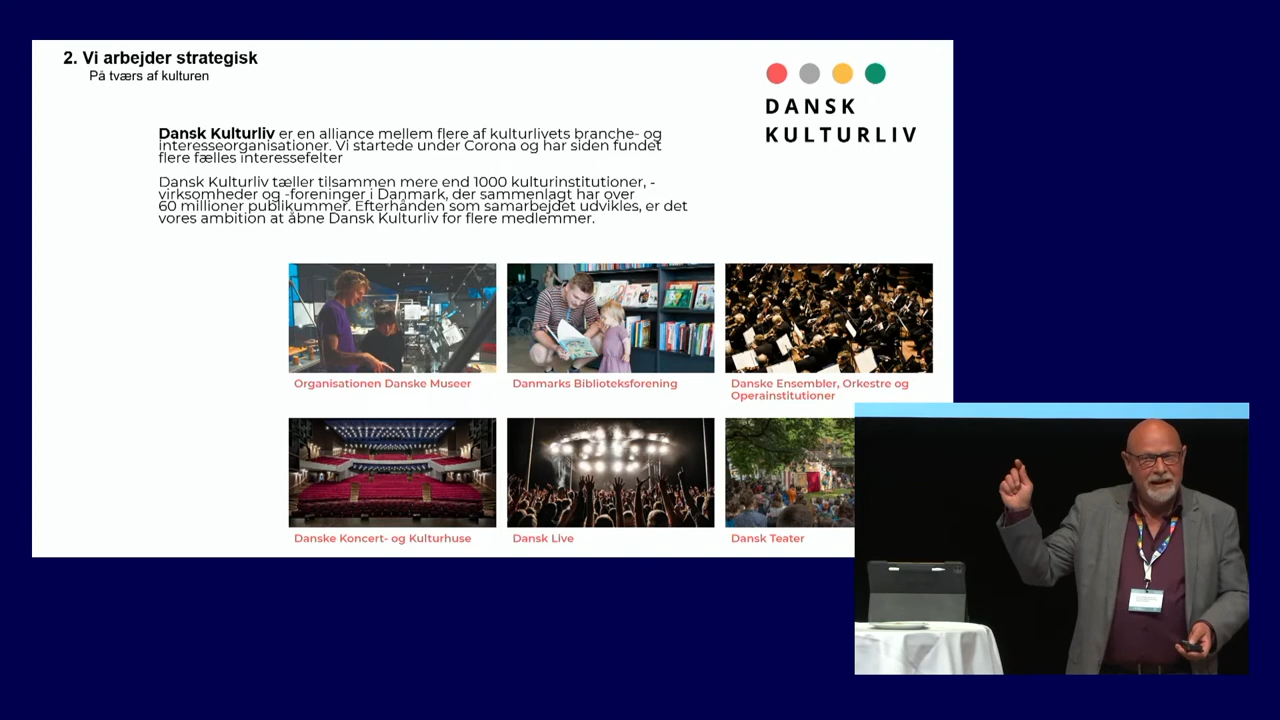 2. Vi arbejder strategisk
På tværs af kulturen
DANSK
KULTURLIV
Dansk Kulturliv er en alliance mellem flere af kulturlivets branche- og
interesseorganisationer. Vi startede under Corona og har siden fundet
flere fælles interessefelter
Dansk Kulturliv tæller tilsammen mere end 1000 kulturinstitutioner, -
virksomheder og -foreninger i Danmark, der sammenlagt har over
60 millioner publikummer. Efterhånden som samarbejdet udvikles, er det
vores ambition at åbne Dansk Kulturliv for flere medlemmer.
Organisationen Danske Museer
Danmarks Biblioteksforening
Danske Ensembler, Orkestre og
Operainstitutioner
Danske Koncert- og Kulturhuse
Dansk Live
Dansk Teater